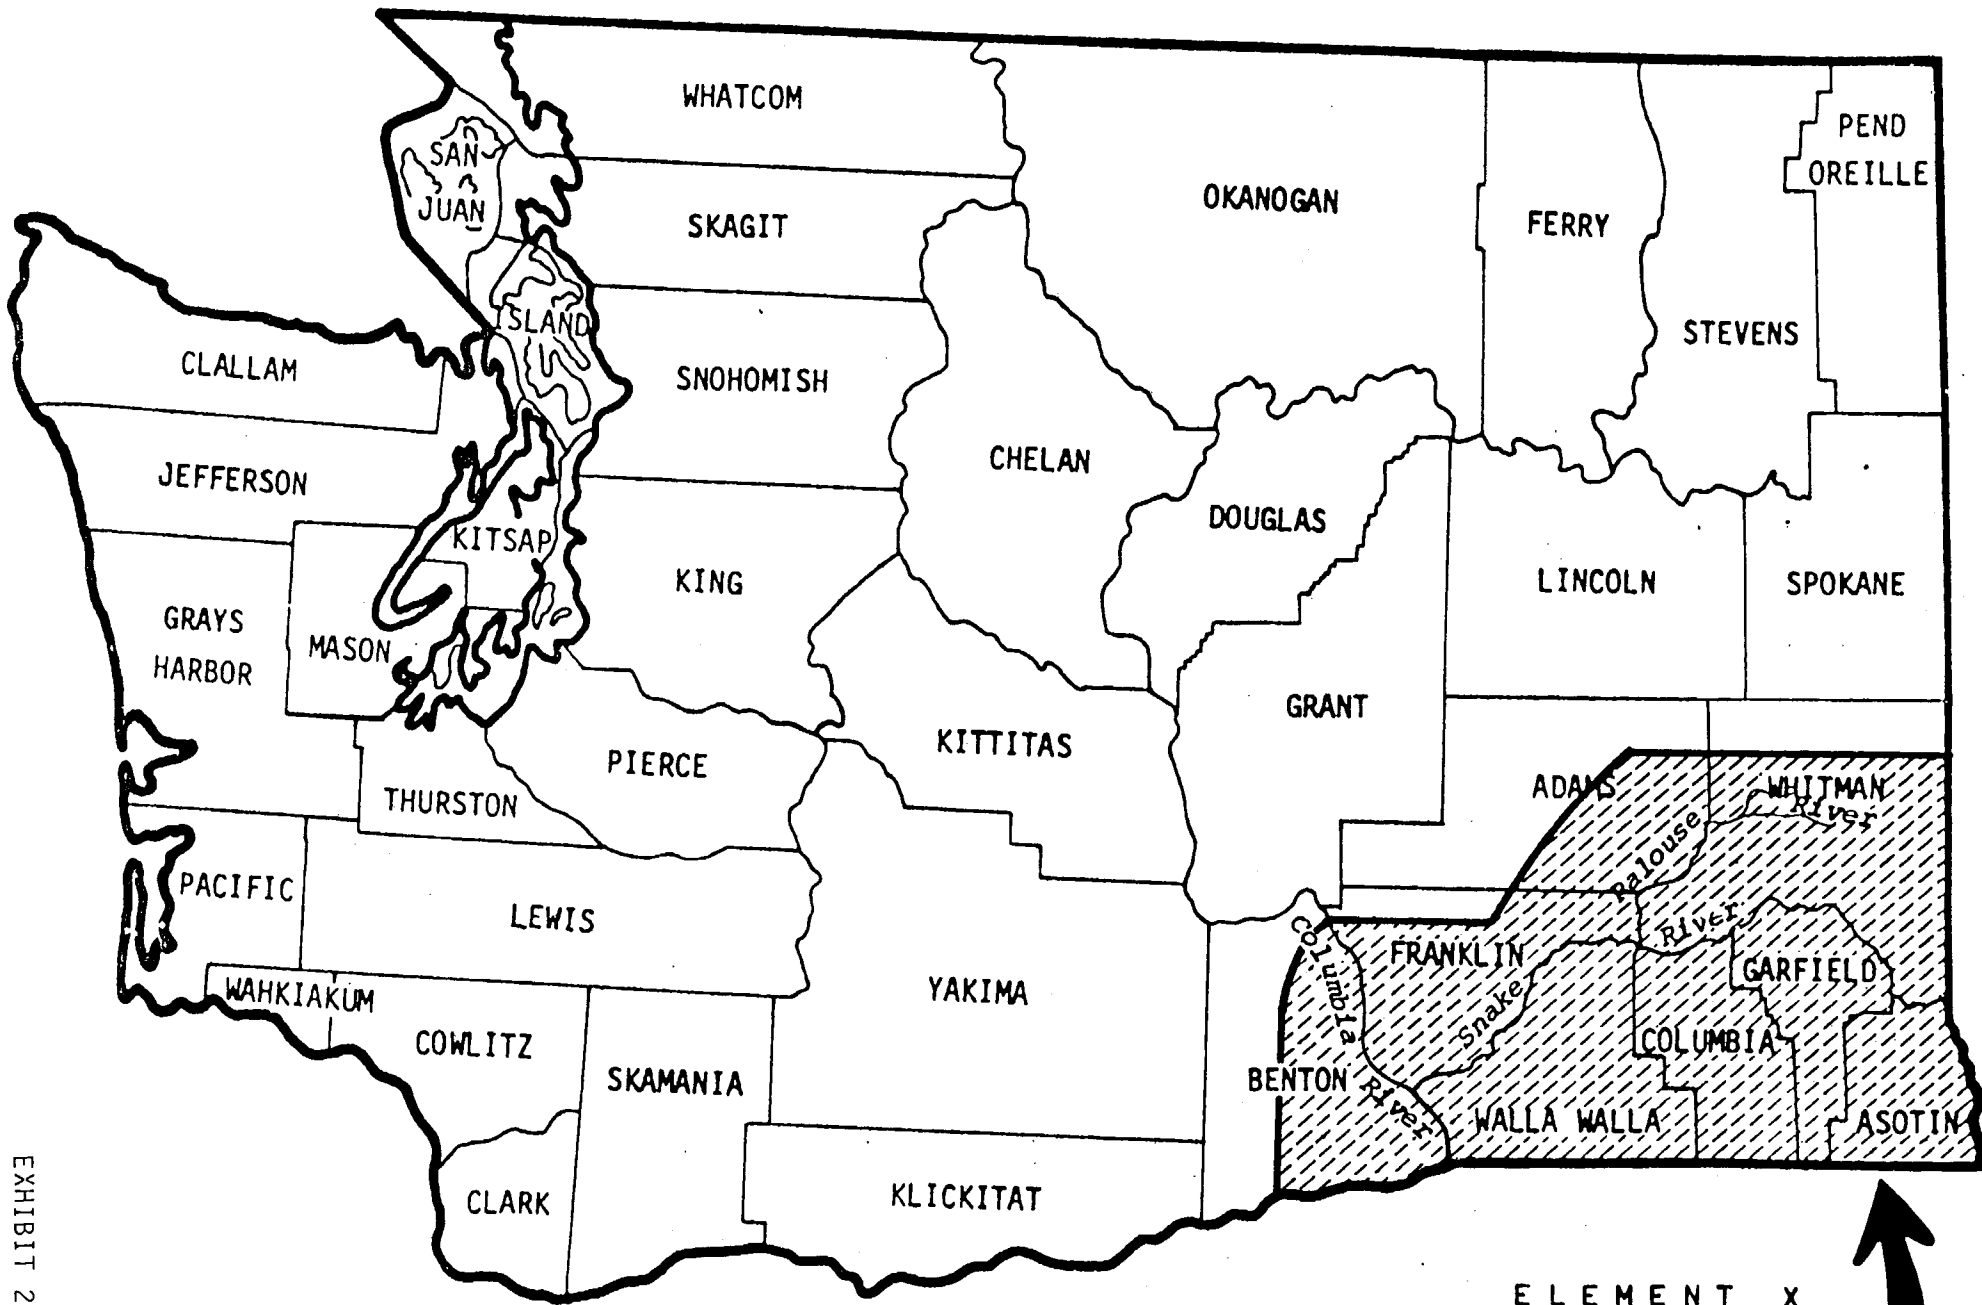 WHATCOM
PEND
OREILLE
SAN
JUAN
OKANOGAN
FERRY
SKAGIT
ISLAND
STEVENS
CLALLAM
SNOHOMISH
CHELAN
JEFFERSON
DOUGLAS
KITSAP
KING
LINCOLN
SPOKANE
GRAYS
HARBOR
MASON
GRANT
KITTITAS
PIERCE
ADAMS
WHITMAN
THURSTON
Palouse River
PACIFIC
LEWIS
FRANKLIN
Snake River
GARFIELD
WAHKIAKUM
YAKIMA
Columbia River
COWLITZ
COLUMBIA
SKAMANIA
BENTON
WALLA WALLA
ASOTIN
CLARK
KLICKITAT
EXHIBIT 2
ELEMENT X